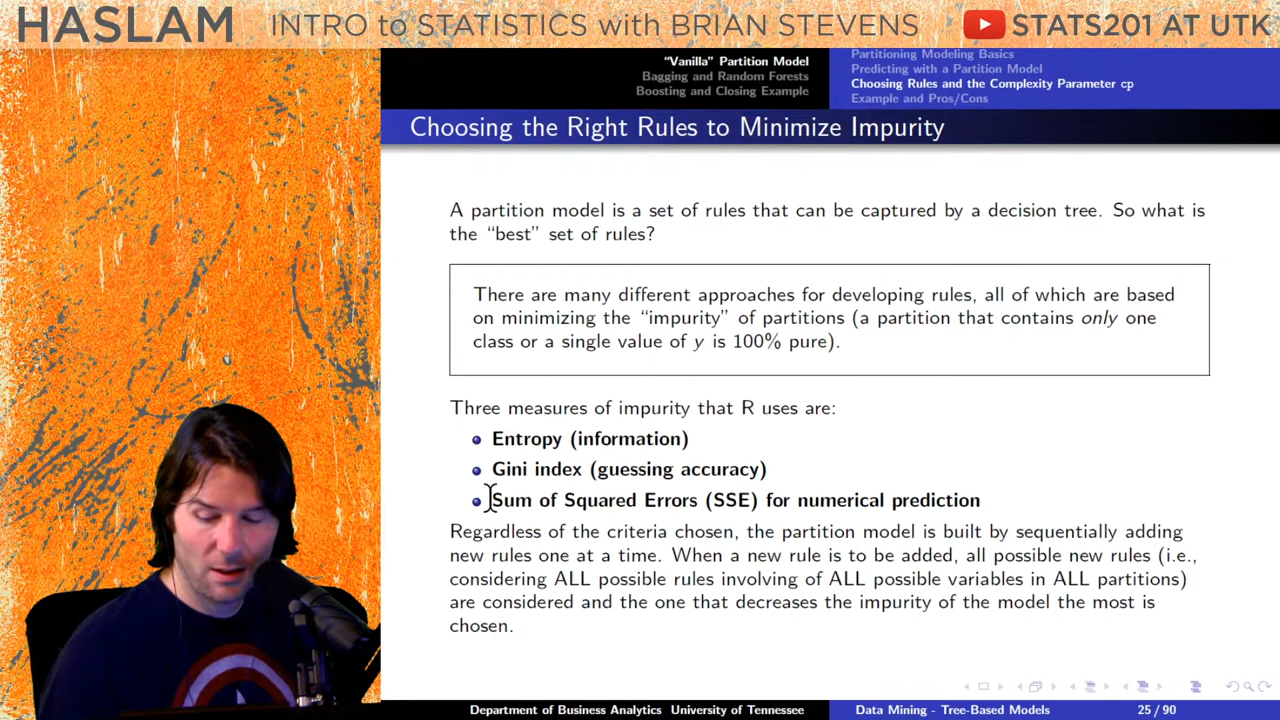 HASLAM INTRO to STATISTICS with BRIAN STEVENS STATS201 AT UTK
"Vanilla" Partition Model
Bagging and Random Forests
Boosting and Closing Example
Partitioning Modeling Basics
Predicting with a Partition Model
Choosing Rules and the Complexity Parameter cp
Example and Pros/Cons
Choosing the Right Rules to Minimize Impurity
A partition model is a set of rules that can be captured by a decision tree. So what is
the "best" set of rules?
There are many different approaches for developing rules, all of which are based
on minimizing the "impurity" of partitions (a partition that contains only one
class or a single value of y is 100% pure).
Three measures of impurity that R uses are:
Entropy (information)
Gini index (guessing accuracy)
Sum of Squared Errors (SSE) for numerical prediction
Regardless of the criteria chosen, the partition model is built by sequentially adding
new rules one at a time. When a new rule is to be added, all possible new rules (i.e.,
considering ALL possible rules involving of ALL possible variables in ALL partitions)
are considered and the one that decreases the impurity of the model the most is
chosen.
Department of Business Analytics University of Tennessee
Data Mining - Tree-Based Models 25 / 90